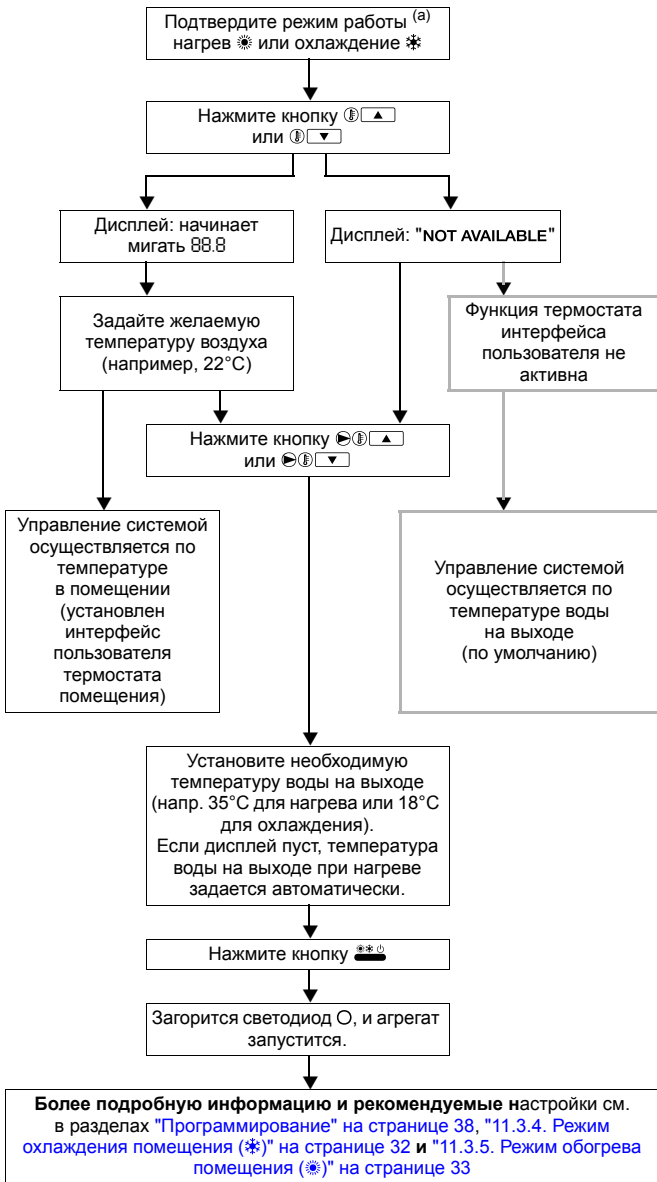 Подтвердите режим работы (a)
нагрев ☀ или охлаждение ❄
Нажмите кнопку ▲
или ▼
Дисплей: начинает
мигать 88.8
Дисплей: "NOT AVAILABLE"
Задайте желаемую
температуру воздуха
(например, 22°C)
Функция термостата
интерфейса
пользователя не
активна
Нажмите кнопку ▲
или ▼
Управление системой
осуществляется по
температуре
в помещении
(установлен
интерфейс
пользователя
термостата
помещения)
Управление системой
осуществляется по
температуре воды
на выходе
(по умолчанию)
Установите необходимую
температуру воды на выходе
(напр. 35°C для нагрева или 18°C
для охлаждения).
Если дисплей пуст, температура
воды на выходе при нагреве
задается автоматически.
Нажмите кнопку
Загорится светодиод O, и агрегат
запустится.
Более подробную информацию и рекомендуемые настройки см.
в разделах "Программирование" на странице 38, "11.3.4. Режим
охлаждения помещения (❄)" на странице 32 и "11.3.5. Режим обогрева
помещения (☀)" на странице 33